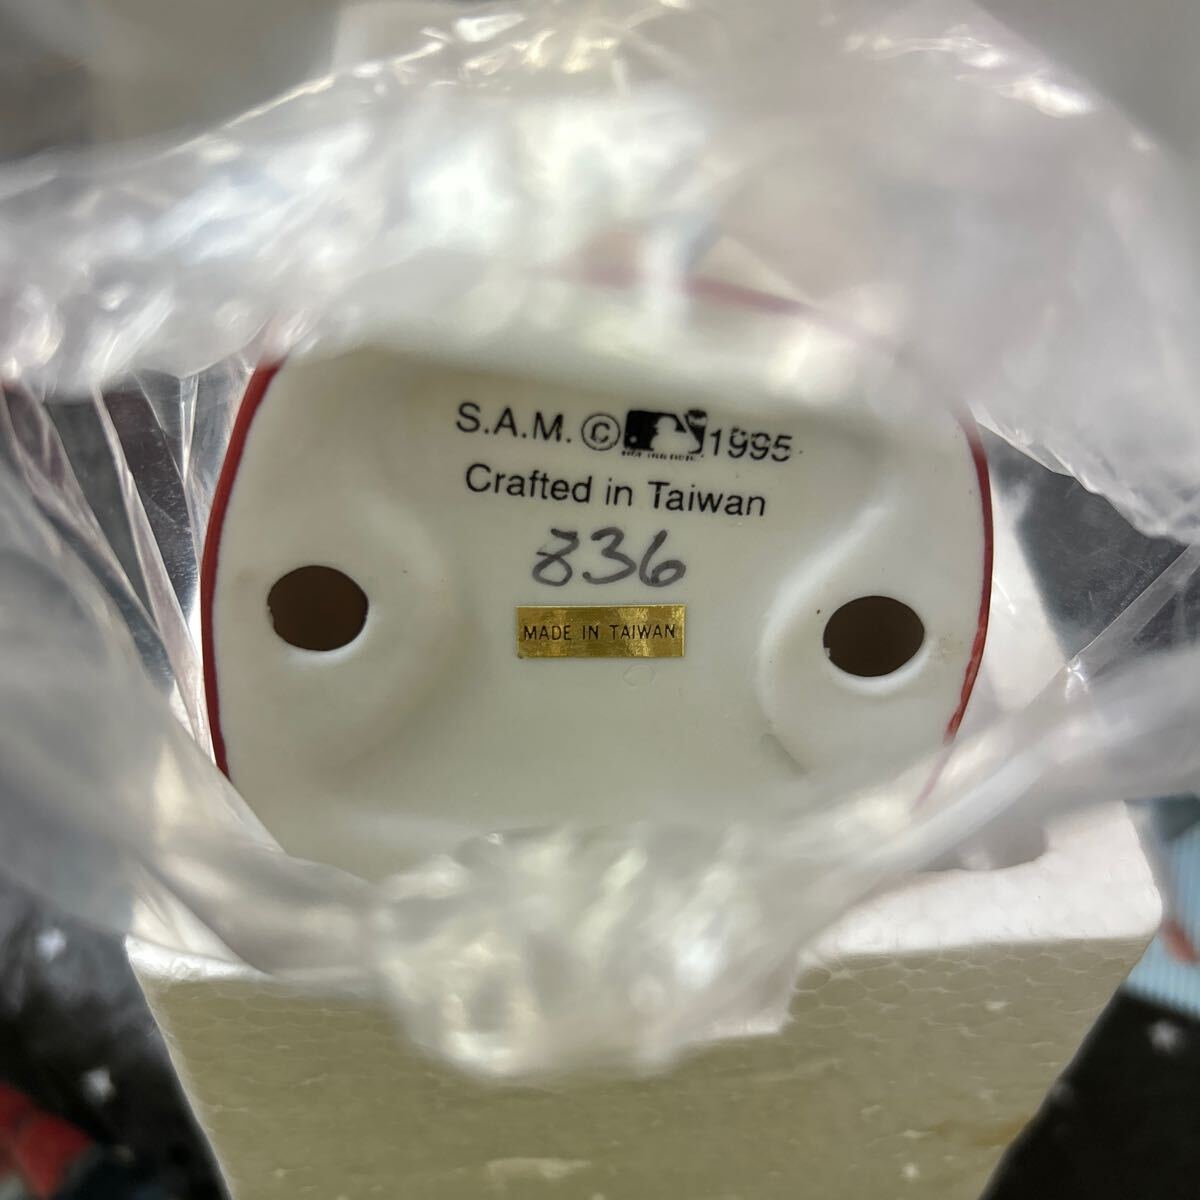 S.A.M. © 1995
Crafted in Taiwan
836
MADE IN TAIWAN